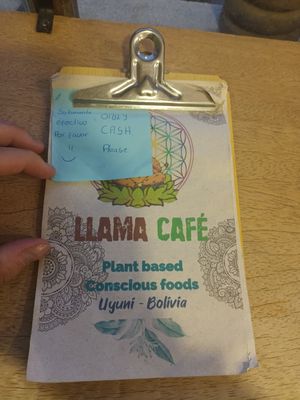 Solamente
efectivo
Por favor
!!
Only
CASH
Please
LLAMA CAFÉ
Plant based
Conscious foods
Uyuni - Bolivia